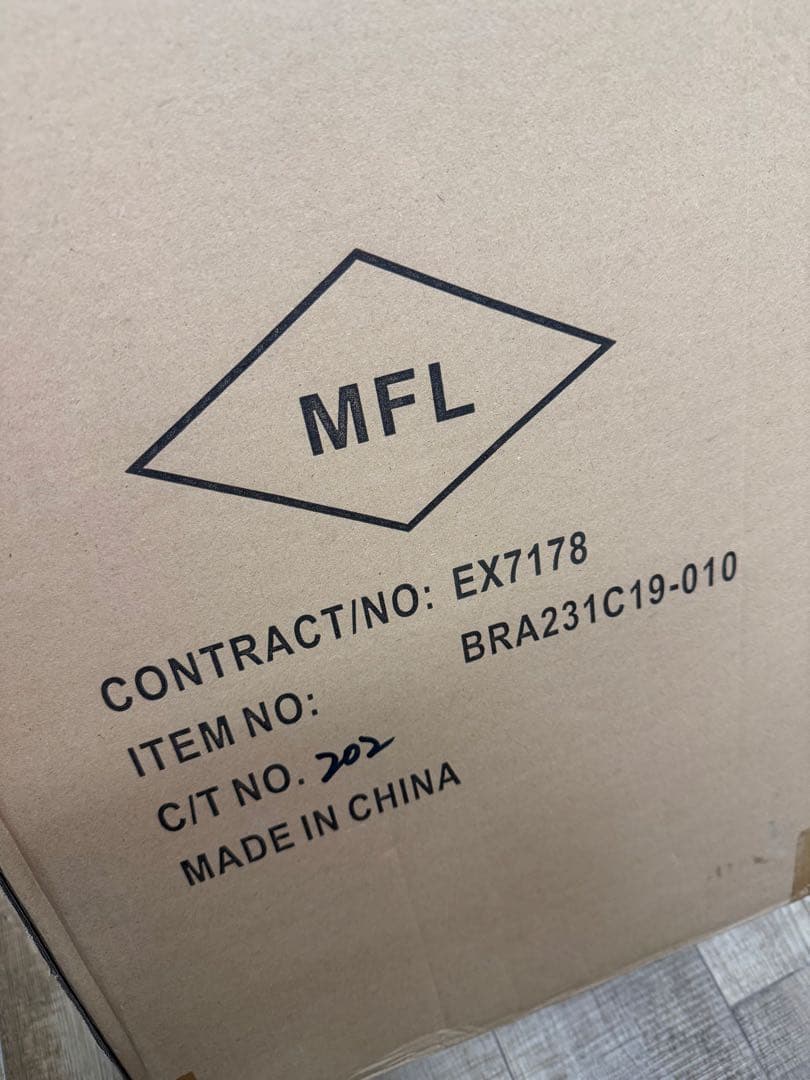 MFL
CONTRACT/NO: EX7178
ITEM NO: BRA231C19-010
C/T NO. 202
MADE IN CHINA